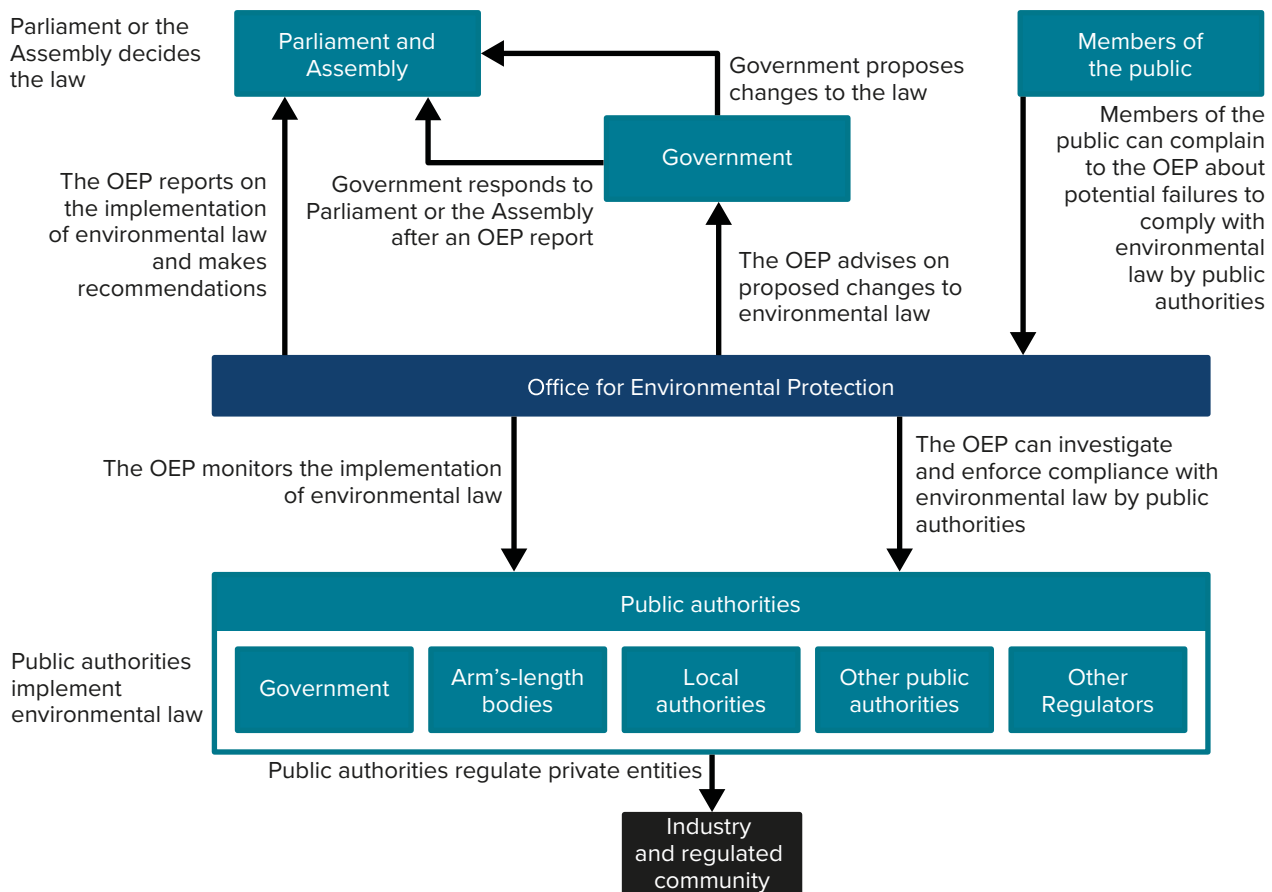 Parliament or the
Assembly decides
the law
Parliament and
Assembly
Members of
the public
Government proposes
changes to the law
Government
Members of the
public can complain
to the OEP about
potential failures to
comply with
environmental
law by public
authorities
The OEP reports on
the implementation
of environmental law
and makes
recommendations
Government responds to
Parliament or the Assembly
after an OEP report
The OEP advises on
proposed changes to
environmental law
Office for Environmental Protection
The OEP monitors the implementation
of environmental law
The OEP can investigate
and enforce compliance with
environmental law by public
authorities
Public authorities
Public authorities
implement
environmental law
Government
Arm’s-length
bodies
Local
authorities
Other public
authorities
Other
Regulators
Public authorities regulate private entities
Industry
and regulated
community